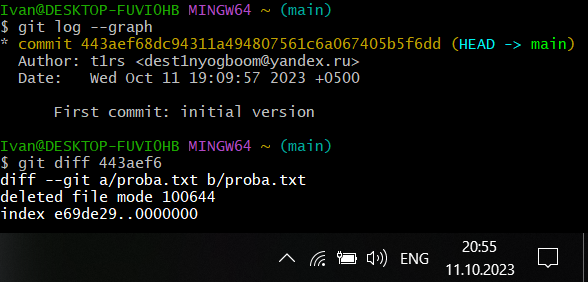 Ivan@DESKTOP-FUVI0HB MINGW64 ~ (main)
$ git log --graph
* commit 443aef68dc94311a494807561c6a067405b5f6dd (HEAD -> main)
Author: t1rs <dest1nyogboom@yandex.ru>
Date:   Wed Oct 11 19:09:57 2023 +0500
First commit: initial version
Ivan@DESKTOP-FUVI0HB MINGW64 ~ (main)
$ git diff 443aef6
diff --git a/proba.txt b/proba.txt
deleted file mode 100644
index e69de29..0000000
ENG
20:55
11.10.2023